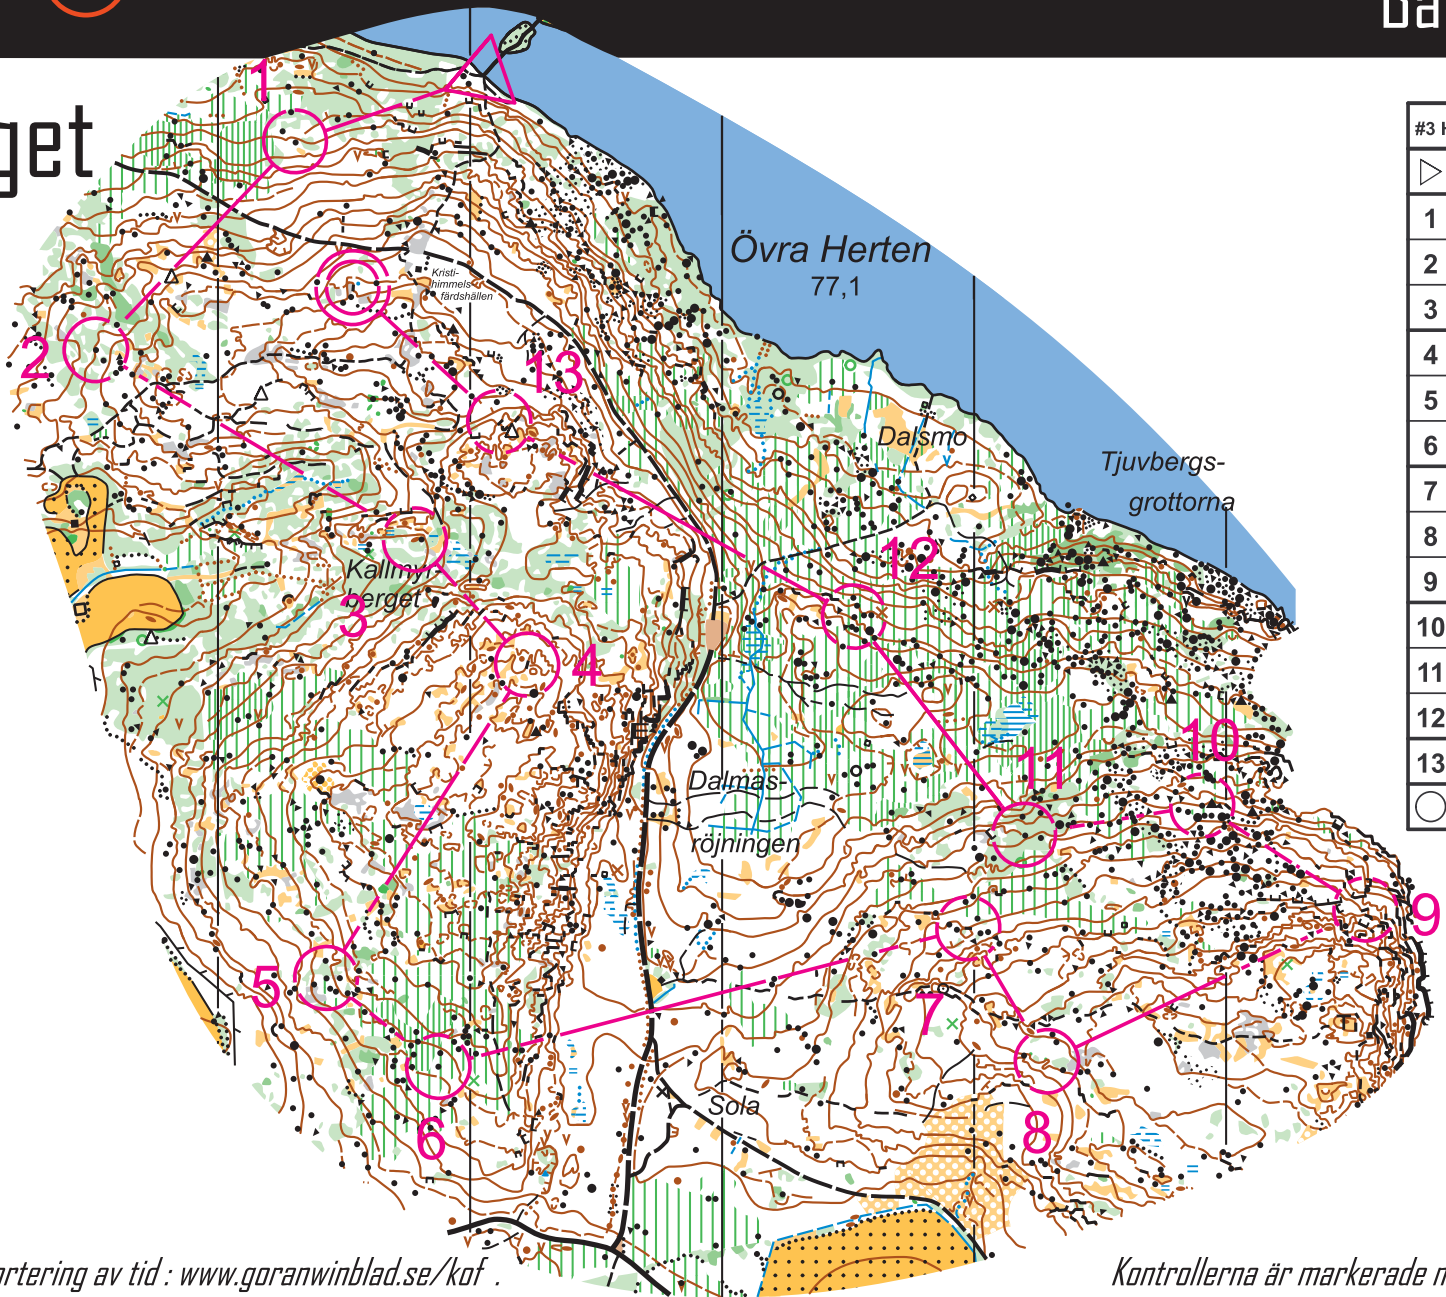 Ba
get
1
Övra Herten
77,1
Kristi-
himmels
färdshällen
2
13
Dalsmo
Tjuvbergs-
grottorna
12
Kallmyr-
berget
3
4
10
11
Dalmas-
röjningen
9
5
7
6
Sola
8
#3 H
1
2
3
4
5
6
7
8
9
10
11
12
13
rtering av tid : www.goranwinblad.se/kof .
Kontrollerna är markerade m